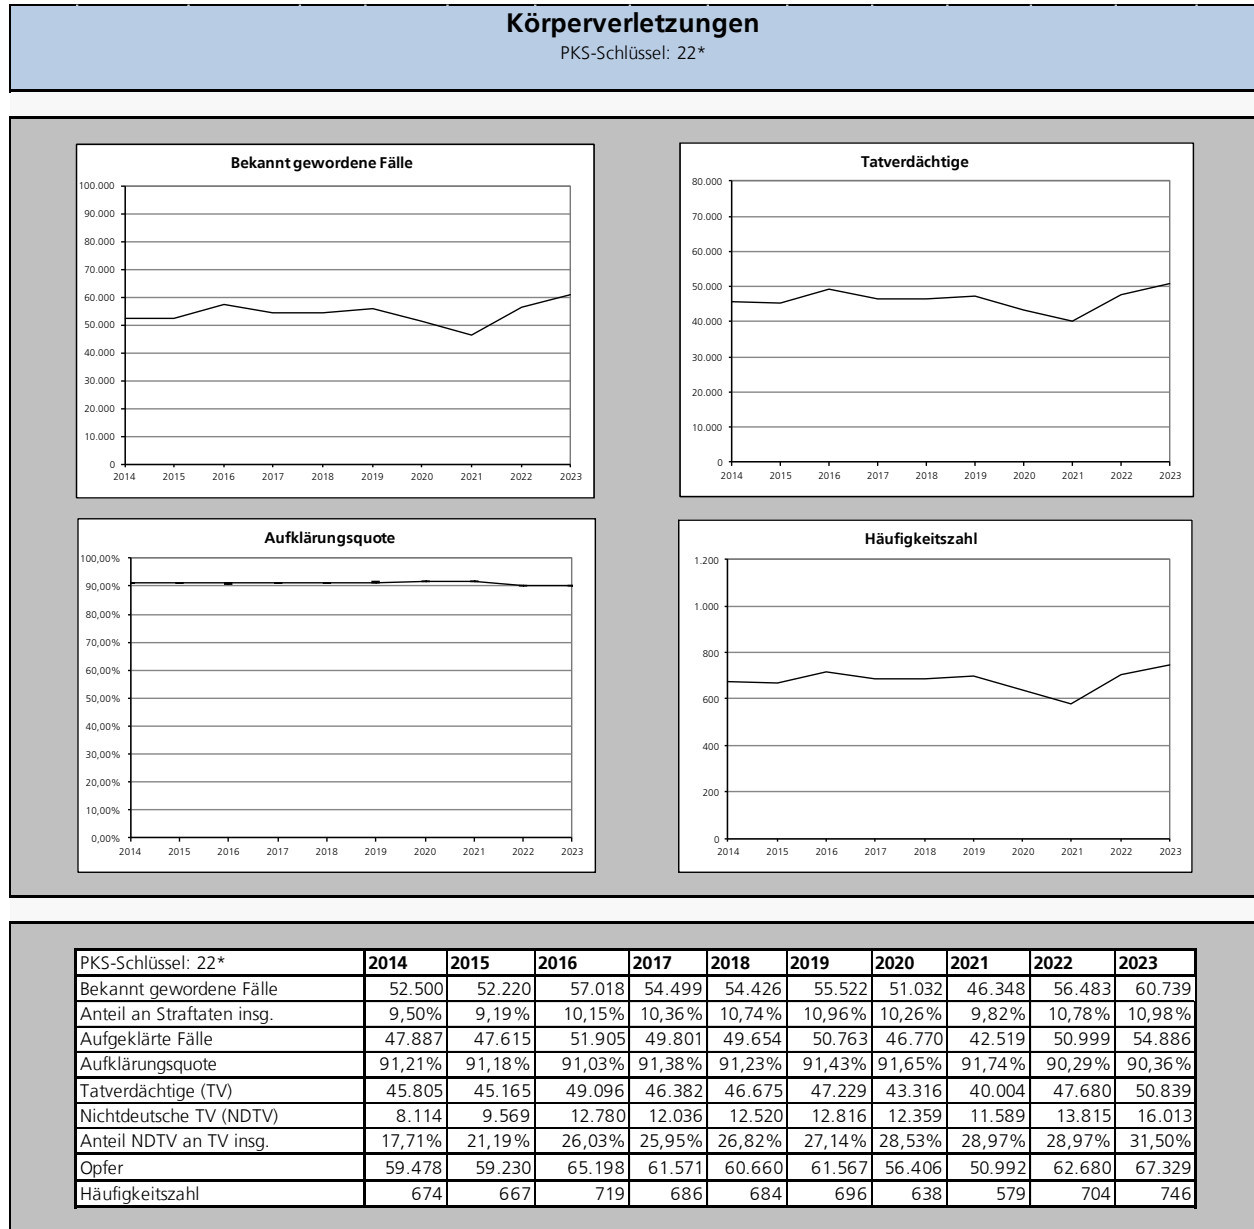 Körperverletzungen
PKS-Schlüssel: 22*
Bekannt gewordene Fälle
100.000
90.000
80.000
70.000
60.000
50.000
40.000
30.000
20.000
10.000
0
2014 2015 2016 2017 2018 2019 2020 2021 2022 2023
Tatverdächtige
80.000
70.000
60.000
50.000
40.000
30.000
20.000
10.000
0
2014 2015 2016 2017 2018 2019 2020 2021 2022 2023
Aufklärungsquote
100,00%
90,00%
80,00%
70,00%
60,00%
50,00%
40,00%
30,00%
20,00%
10,00%
0,00%
2014 2015 2016 2017 2018 2019 2020 2021 2022 2023
Häufigkeitszahl
1.200
1.000
800
600
400
200
0
2014 2015 2016 2017 2018 2019 2020 2021 2022 2023
PKS-Schlüssel: 22* 2014 2015 2016 2017 2018 2019 2020 2021 2022 2023
Bekannt gewordene Fälle 52.500 52.220 57.018 54.499 54.426 55.522 51.032 46.348 56.483 60.739
Anteil an Straftaten insg. 9,50% 9,19% 10,15% 10,36% 10,74% 10,96% 10,26% 9,82% 10,78% 10,98%
Aufgeklärte Fälle 47.887 47.615 51.905 49.801 49.654 50.763 46.770 42.519 50.999 54.886
Aufklärungsquote 91,21% 91,18% 91,03% 91,38% 91,23% 91,43% 91,65% 91,74% 90,29% 90,36%
Tatverdächtige (TV) 45.805 45.165 49.096 46.382 46.675 47.229 43.316 40.004 47.680 50.839
Nichtdeutsche TV (NDTV) 8.114 9.569 12.780 12.036 12.520 12.816 12.359 11.589 13.815 16.013
Anteil NDTV an TV insg. 17,71% 21,19% 26,03% 25,95% 26,82% 27,14% 28,53% 28,97% 28,97% 31,50%
Opfer 59.478 59.230 65.198 61.571 60.660 61.567 56.406 50.992 62.680 67.329
Häufigkeitszahl 674 667 719 686 684 696 638 579 704 746